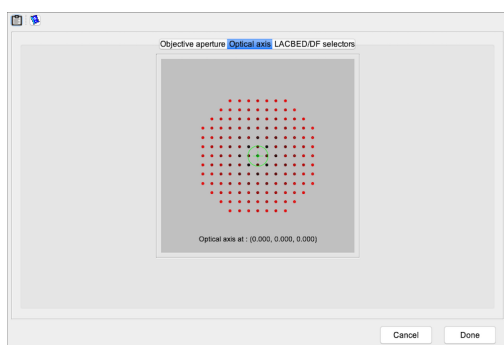 Objective aperture Optical axis LACBED/DF selectors
Optical axis at : (0.000, 0.000, 0.000)
Cancel Done